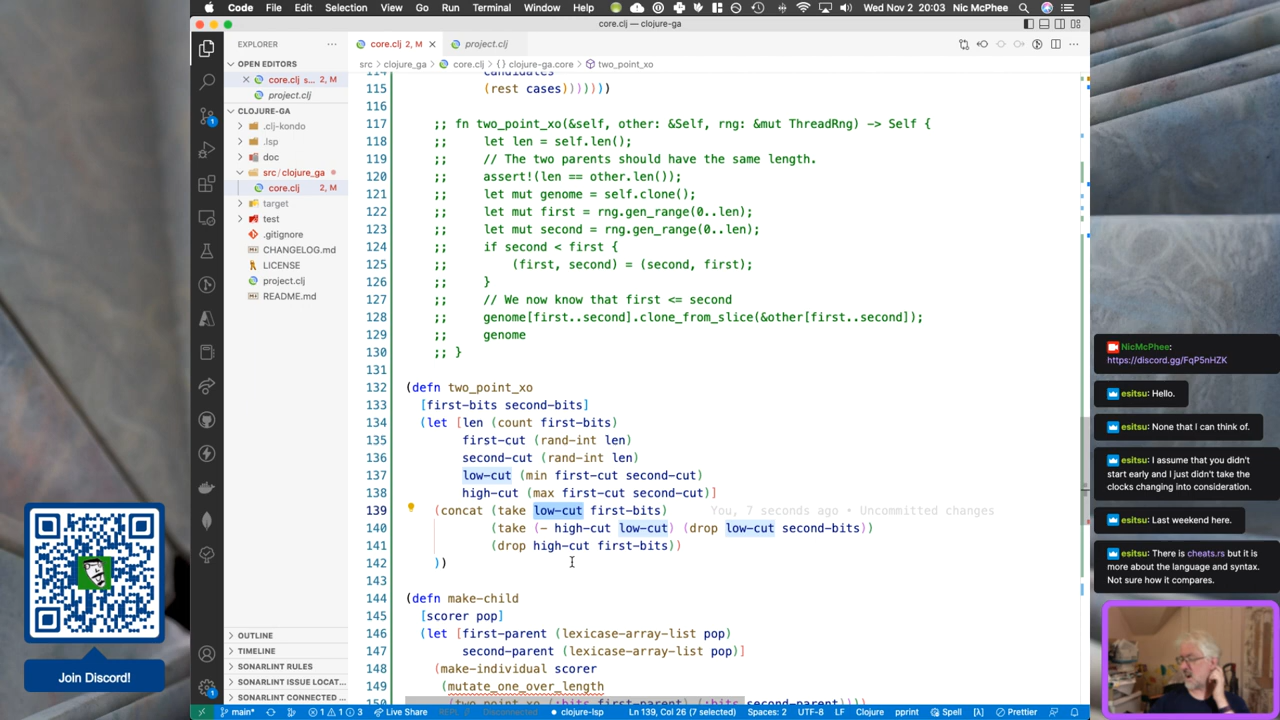 Code File Edit Selection View Go Run Terminal Window Help Wed Nov 2 20:03 Nic McPhee
core.clj — clojure-ga
EXPLORER
core.clj 2, M
project.clj
src clojure_ga core.clj clojure-ga.core two_point_xo
OPEN EDITORS
core.clj s... 2, M
project.clj
CLOJURE-GA
.clj-kondo
.lsp
doc
src / clojure_ga
core.clj 2, M
target
test
.gitignore
CHANGELOG.md
LICENSE
project.clj
README.md
OUTLINE
TIMELINE
SONARLINT RULES
SONARLINT ISSUE LOCAT...
SONARLINT CONNECTED ...
114 candidates
115 (rest cases))))))
116
117 ;; fn two_point_xo(&self, other: &Self, rng: &mut ThreadRng) -> Self {
118 ;; let len = self.len();
119 ;; // The two parents should have the same length.
120 ;; assert!(len == other.len());
121 ;; let mut genome = self.clone();
122 ;; let mut first = rng.gen_range(0..len);
123 ;; let mut second = rng.gen_range(0..len);
124 ;; if second < first {
125 ;; (first, second) = (second, first);
126 ;; }
127 ;; // We now know that first <= second
128 ;; genome[first..second].clone_from_slice(&other[first..second]);
129 ;; genome
130 ;; }
131
132 (defn two_point_xo
133 [first-bits second-bits]
134 (let [len (count first-bits)
135 first-cut (rand-int len)
136 second-cut (rand-int len)
137 low-cut (min first-cut second-cut)
138 high-cut (max first-cut second-cut)]
139 (concat (take low-cut first-bits) You, 7 seconds ago • Uncommitted changes
140 (take (- high-cut low-cut) (drop low-cut second-bits))
141 (drop high-cut first-bits))
142 ))
143
144 (defn make-child
145 [scorer pop]
146 (let [first-parent (lexicase-array-list pop)
147 second-parent (lexicase-array-list pop)]
148 (make-individual scorer
149 (mutate_one_over_length
150 (two_point_xo (:bits first-parent) (:bits second-parent))))
main* 1 1 3 Live Share REPL Disconnected clojure-lsp Ln 139, Col 26 (7 selected) Spaces: 2 UTF-8 LF Clojure pprint Spell [λ] Prettier
Join Discord!
NicMcPhee:
https://discord.gg/FqP5nHZK
esitsu: Hello.
esitsu: None that I can think of.
esitsu: I assume that you didn't
start early and I just didn't take the
clocks changing into consideration.
esitsu: Last weekend here.
esitsu: There is cheats.rs but it
is more about the language and syntax.
Not sure how it compares.